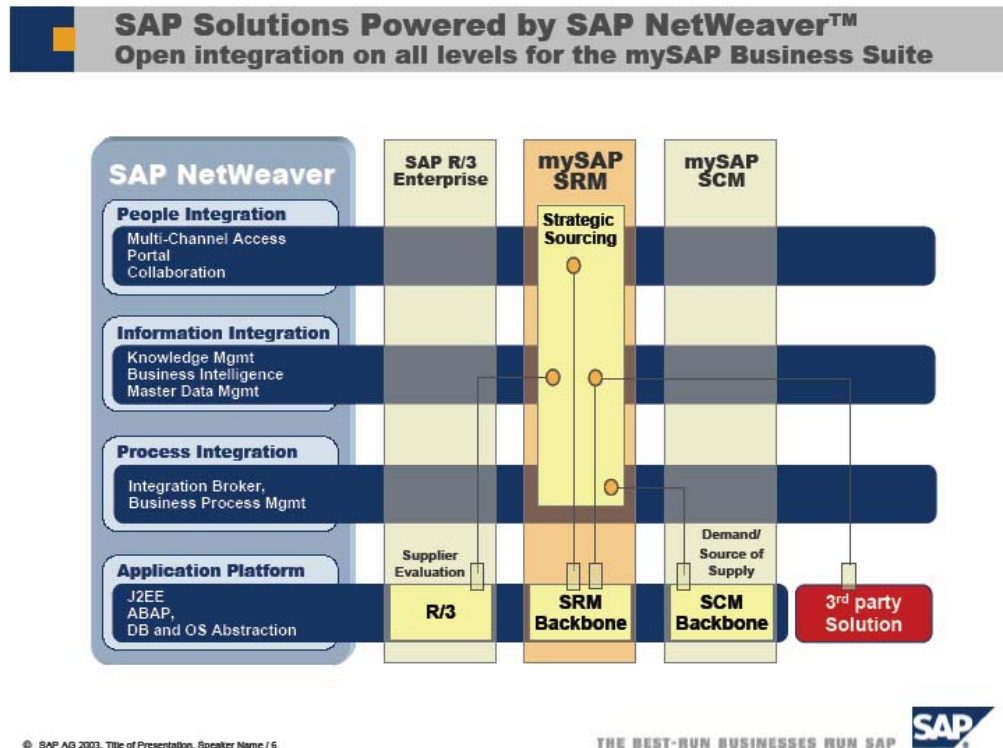 SAP Solutions Powered by SAP NetWeaver™
Open integration on all levels for the mySAP Business Suite
SAP NetWeaver
SAP R/3
Enterprise
mySAP
SRM
mySAP
SCM
People Integration
Multi-Channel Access
Portal
Collaboration
Strategic
Sourcing
Information Integration
Knowledge Mgmt
Business Intelligence
Master Data Mgmt
Process Integration
Integration Broker,
Business Process Mgmt
Application Platform
J2EE
ABAP,
DB and OS Abstraction
Supplier
Evaluation
R/3
SRM
Backbone
Demand/
Source of
Supply
SCM
Backbone
3rd party
Solution
© SAP AG 2003, Title of Presentation, Speaker Name / 6
THE BEST-RUN BUSINESSES RUN SAP
SAP